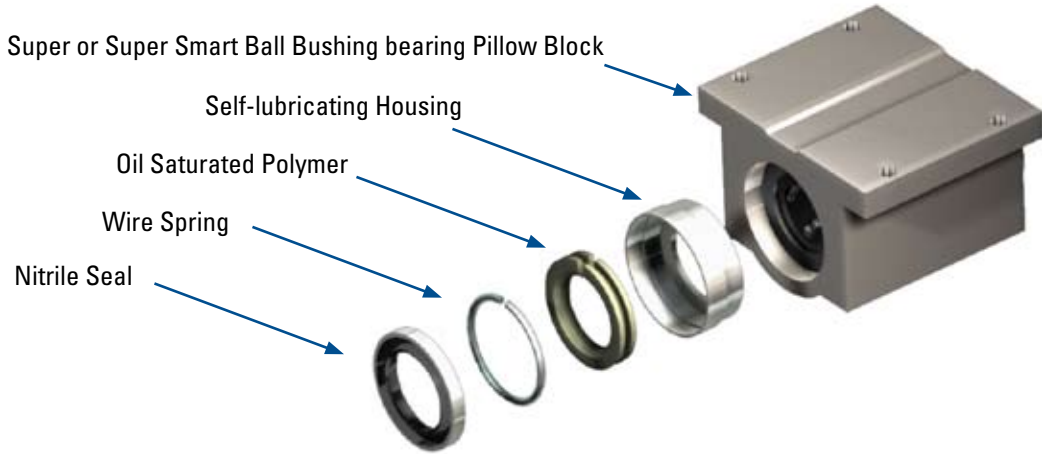 Super or Super Smart Ball Bushing bearing Pillow Block
Self-lubricating Housing
Oil Saturated Polymer
Wire Spring
Nitrile Seal